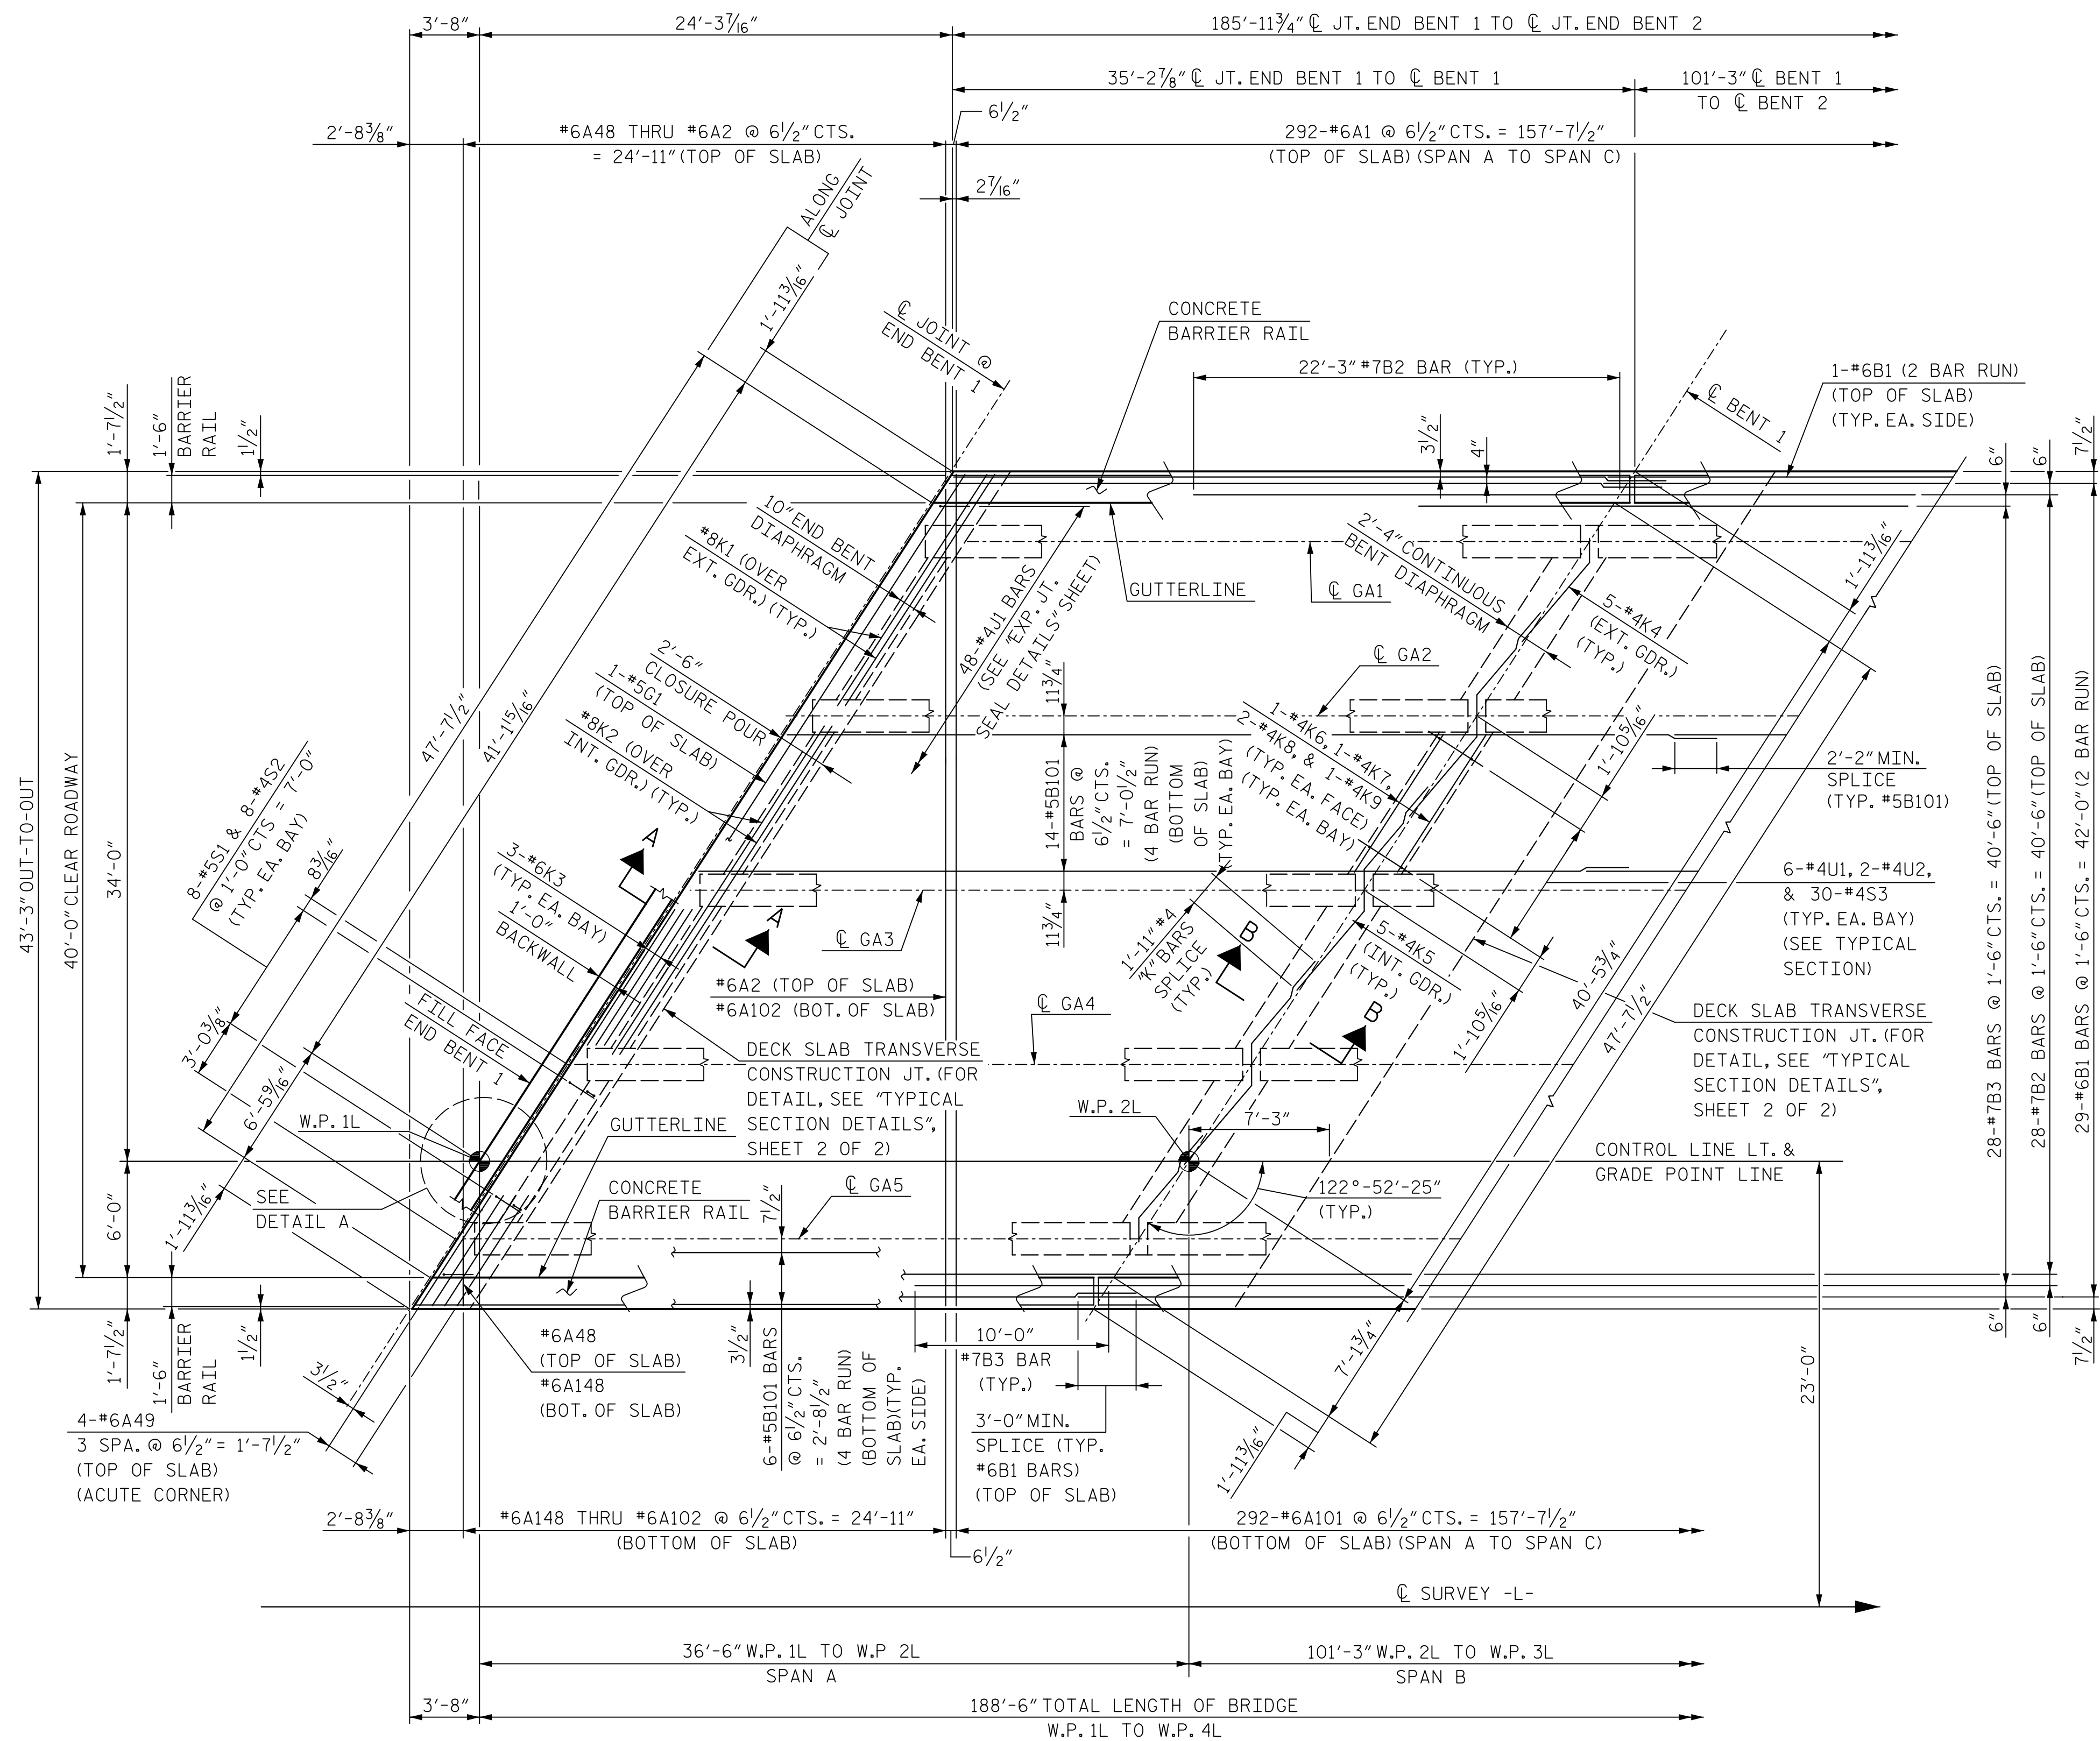 3'-8"
24'-3 7/16"
185'-11 3/4" ℄ JT. END BENT 1 TO ℄ JT. END BENT 2
35'-2 7/8" ℄ JT. END BENT 1 TO ℄ BENT 1
101'-3" ℄ BENT 1
TO ℄ BENT 2
6 1/2"
2'-8 3/8"
#6A48 THRU #6A2 @ 6 1/2" CTS.
= 24'-11" (TOP OF SLAB)
292-#6A1 @ 6 1/2" CTS. = 157'-7 1/2"
(TOP OF SLAB) (SPAN A TO SPAN C)
2 7/16"
ALONG
℄ JOINT
1'-11 3/16"
℄ JOINT @
END BENT 1
CONCRETE
BARRIER RAIL
22'-3" #7B2 BAR (TYP.)
℄ BENT 1
1-#6B1 (2 BAR RUN)
(TOP OF SLAB)
(TYP. EA. SIDE)
1'-7 1/2"
1'-6"
BARRIER
RAIL
1 1/2"
3 1/2"
4"
6"
6"
7 1/2"
10" END BENT
DIAPHRAGM
#8K1 (OVER
EXT. GDR.) (TYP.)
2'-6"
CLOSURE POUR
1-#5G1
(TOP OF SLAB)
#8K2 (OVER
INT. GDR.) (TYP.)
48-#4J1 BARS
(SEE "EXP. JT.
SEAL DETAILS" SHEET)
GUTTERLINE
℄ GA1
2'-4" CONTINUOUS
BENT DIAPHRAGM
5-#4K4
(EXT. GDR.)
(TYP.)
1'-11 3/16"
℄ GA2
11 3/4"
14-#5B101
BARS @
6 1/2" CTS.
= 7'-0 1/2"
(4 BAR RUN)
(BOTTOM
OF SLAB)
(TYP. EA. BAY)
11 3/4"
1-#4K6, 1-#4K7,
2-#4K8, & 1-#4K9
(TYP. EA. FACE)
(TYP. EA. BAY)
1'-10 5/16"
2'-2" MIN.
SPLICE
(TYP. #5B101)
47'-7 1/2"
41'-1 15/16"
43'-3" OUT-TO-OUT
40'-0" CLEAR ROADWAY
34'-0"
8-#5S1 & 8-#4S2
@ 1'-0" CTS = 7'-0"
(TYP. EA. BAY)
8 3/16"
3'-0 3/8"
6'-5 9/16"
1'-11 3/16"
A
A
3-#6K3
(TYP. EA. BAY)
1'-0"
BACKWALL
FILL FACE
END BENT 1
℄ GA3
#6A2 (TOP OF SLAB)
#6A102 (BOT. OF SLAB)
1'-11" #4
"K" BARS
SPLICE
(TYP.)
B
B
5-#4K5
(INT. GDR.)
(TYP.)
1'-10 5/16"
40'-5 3/4"
47'-7 1/2"
6-#4U1, 2-#4U2,
& 30-#4S3
(TYP. EA. BAY)
(SEE TYPICAL
SECTION)
DECK SLAB TRANSVERSE
CONSTRUCTION JT. (FOR
DETAIL, SEE "TYPICAL
SECTION DETAILS",
SHEET 2 OF 2)
28-#7B3 BARS @ 1'-6" CTS. = 40'-6" (TOP OF SLAB)
28-#7B2 BARS @ 1'-6" CTS. = 40'-6" (TOP OF SLAB)
29-#6B1 BARS @ 1'-6" CTS. = 42'-0" (2 BAR RUN)
℄ GA4
DECK SLAB TRANSVERSE
CONSTRUCTION JT. (FOR
DETAIL, SEE "TYPICAL
SECTION DETAILS",
SHEET 2 OF 2)
W.P. 1L
GUTTERLINE
W.P. 2L
7'-3"
CONTROL LINE LT. &
GRADE POINT LINE
122°-52'-25"
(TYP.)
SEE
DETAIL A
CONCRETE
BARRIER RAIL
7 1/2"
℄ GA5
6'-0"
1'-7 1/2"
1'-6"
BARRIER
RAIL
1 1/2"
3 1/2"
4-#6A49
3 SPA. @ 6 1/2" = 1'-7 1/2"
(TOP OF SLAB)
(ACUTE CORNER)
#6A48
(TOP OF SLAB)
#6A148
(BOT. OF SLAB)
3 1/2"
6-#5B101 BARS
@ 6 1/2" CTS.
= 2'-8 1/2"
(4 BAR RUN)
(BOTTOM OF
SLAB)(TYP.
EA. SIDE)
10'-0"
#7B3 BAR
(TYP.)
3'-0" MIN.
SPLICE (TYP.
#6B1 BARS)
(TOP OF SLAB)
7'-1 3/4"
1'-11 3/16"
23'-0"
6"
6"
7 1/2"
2'-8 3/8"
#6A148 THRU #6A102 @ 6 1/2" CTS. = 24'-11"
(BOTTOM OF SLAB)
6 1/2"
292-#6A101 @ 6 1/2" CTS. = 157'-7 1/2"
(BOTTOM OF SLAB) (SPAN A TO SPAN C)
℄ SURVEY -L-
36'-6" W.P. 1L TO W.P 2L
SPAN A
101'-3" W.P. 2L TO W.P. 3L
SPAN B
3'-8"
188'-6" TOTAL LENGTH OF BRIDGE
W.P. 1L TO W.P. 4L